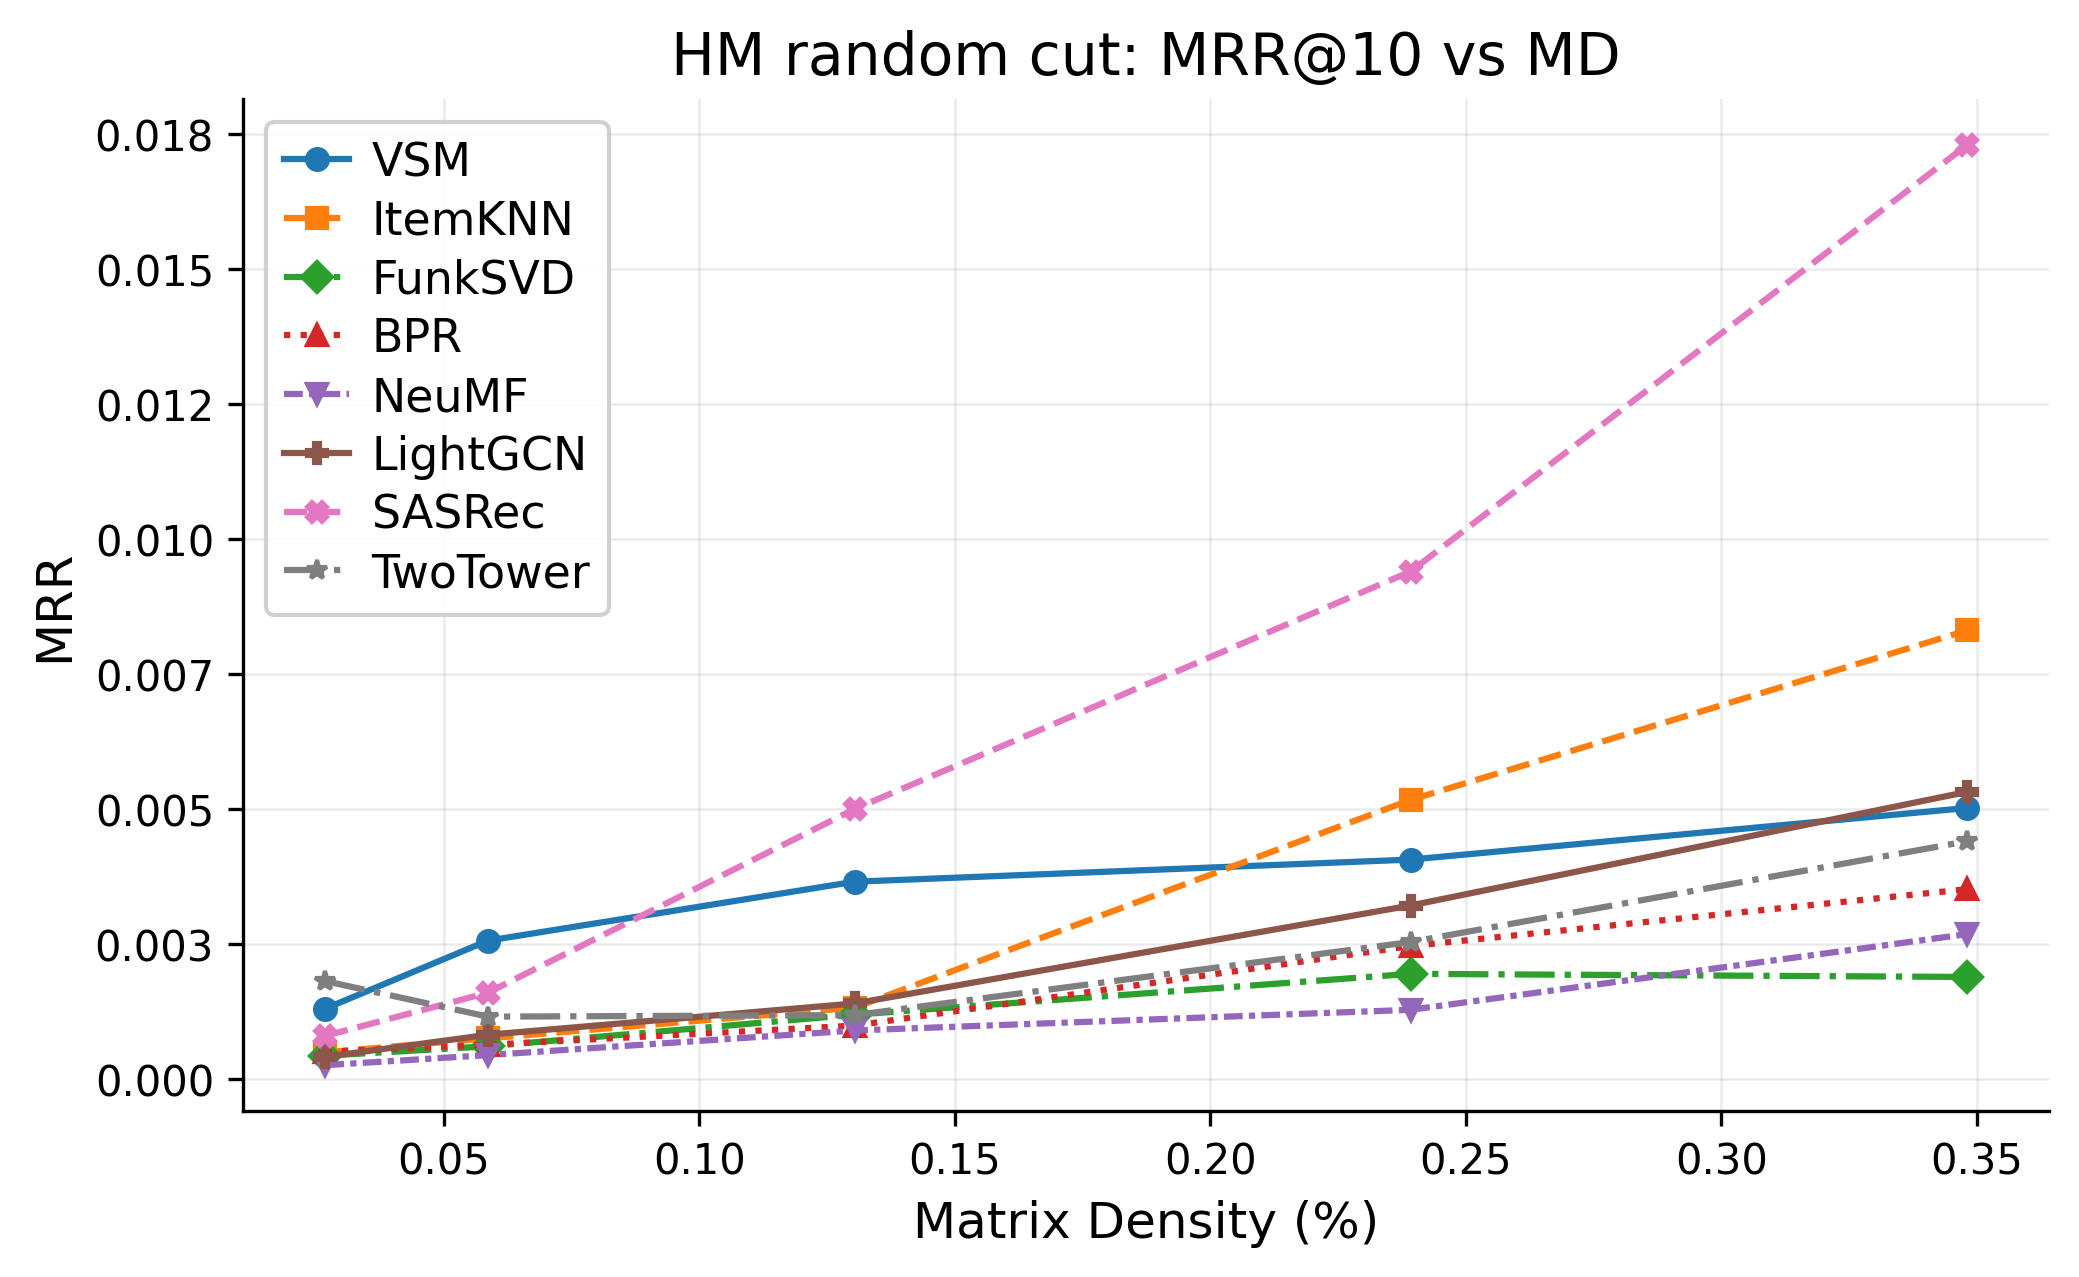 HM random cut: MRR@10 vs MD
VSM
ItemKNN
FunkSVD
BPR
NeuMF
LightGCN
SASRec
TwoTower
MRR
0.018
0.015
0.012
0.010
0.007
0.005
0.003
0.000
0.05 0.10 0.15 0.20 0.25 0.30 0.35
Matrix Density (%)